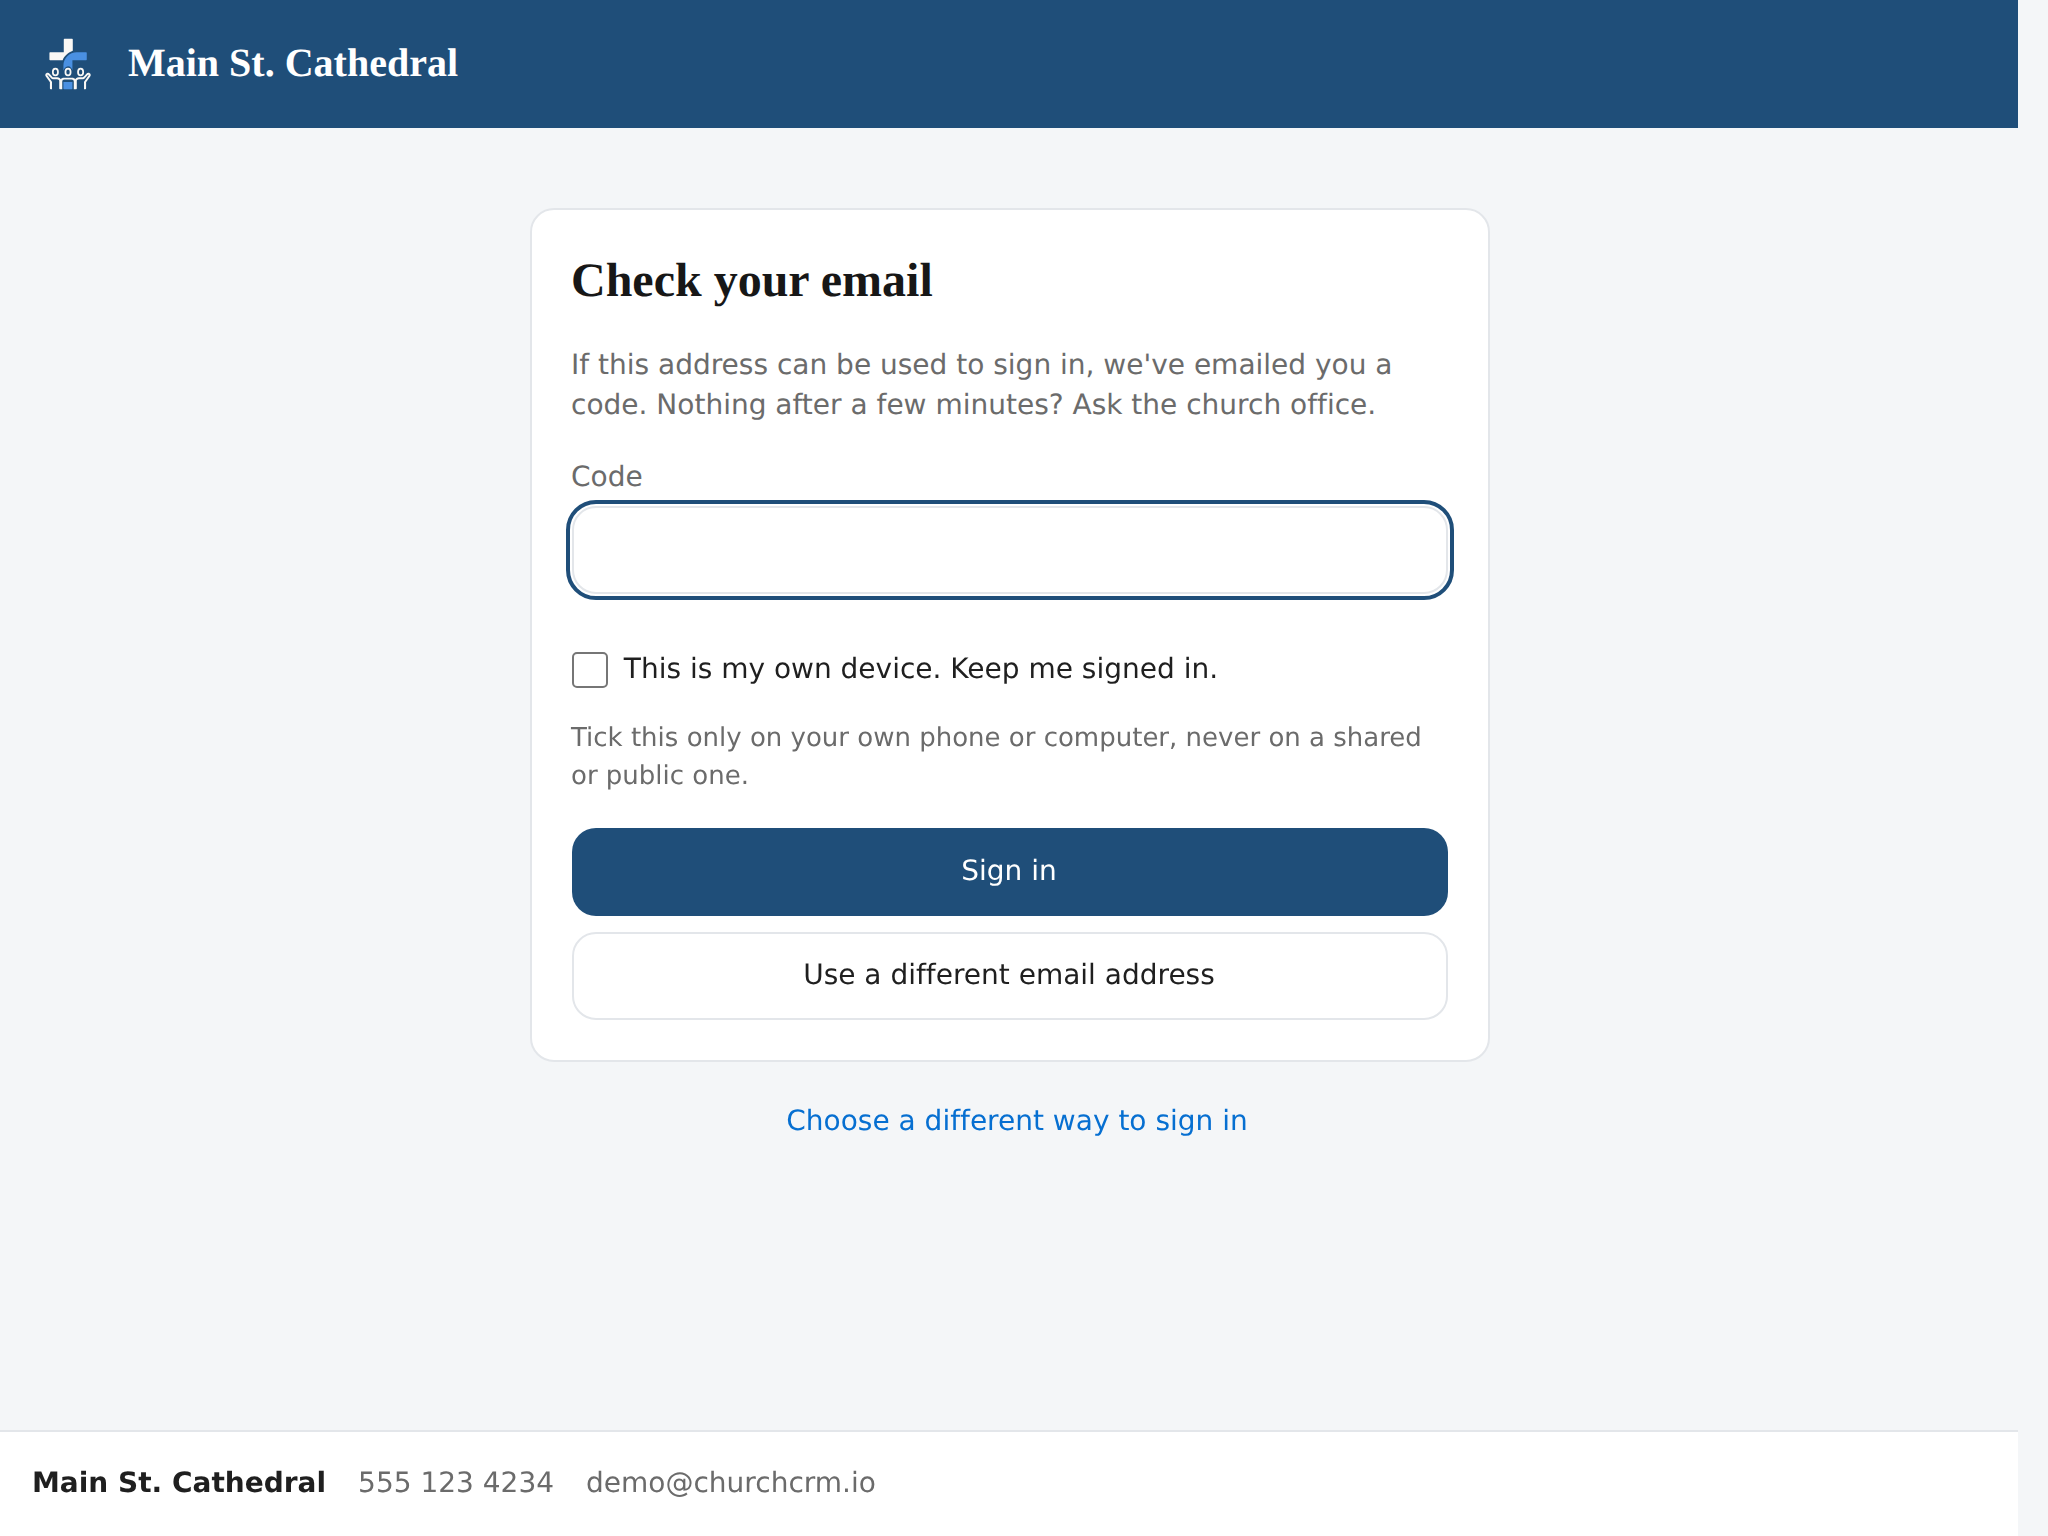 Main St. Cathedral
Check your email
If this address can be used to sign in, we've emailed you a
code. Nothing after a few minutes? Ask the church office.
Code
This is my own device. Keep me signed in.
Tick this only on your own phone or computer, never on a shared
or public one.
Sign in
Use a different email address
Choose a different way to sign in
Main St. Cathedral 555 123 4234 demo@churchcrm.io